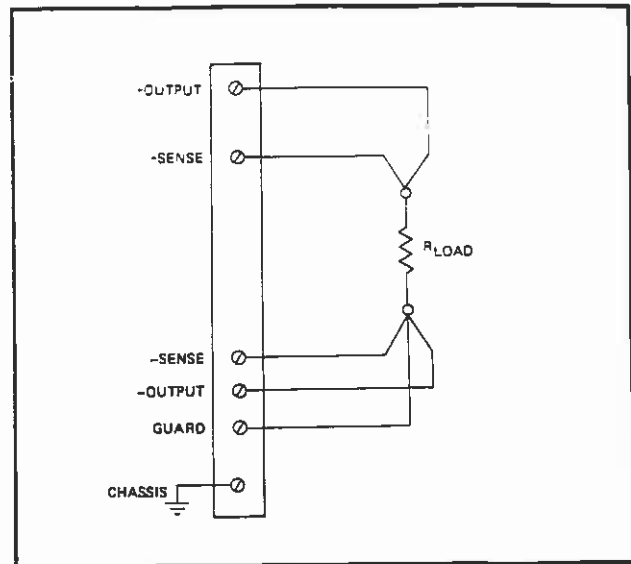 -OUTPUT
-SENSE
RLOAD
-SENSE
-OUTPUT
GUARD
CHASSIS